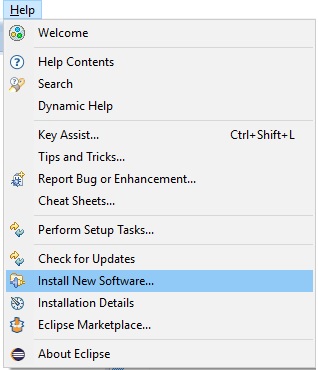 Help
Welcome
Help Contents
Search
Dynamic Help
Key Assist... Ctrl+Shift+L
Tips and Tricks...
Report Bug or Enhancement...
Cheat Sheets...
Perform Setup Tasks...
Check for Updates
Install New Software...
Installation Details
Eclipse Marketplace...
About Eclipse